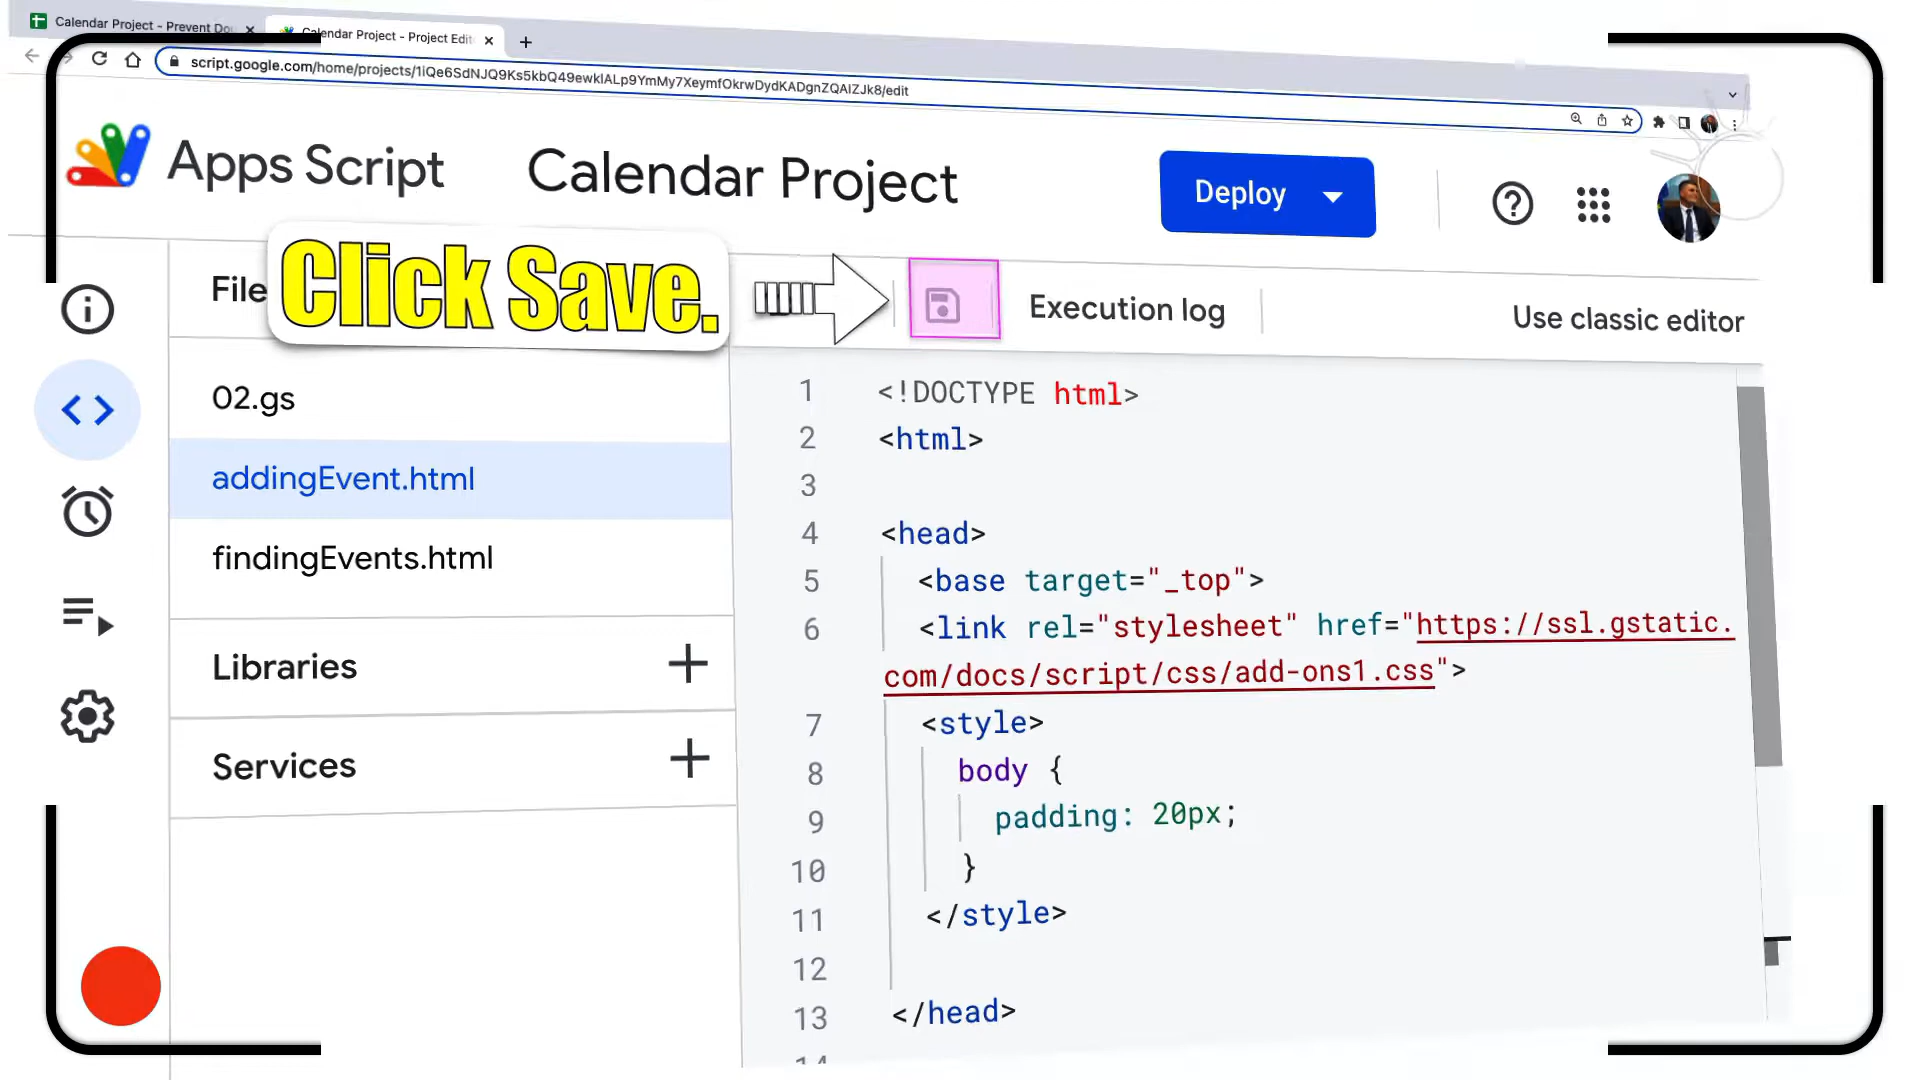 Calendar Project - Prevent Do
Calendar Project - Project Edit
script.google.com/home/projects/1iQe6SdNJQ9Ks5kbQ49ewklALp9YmMy7XeymfOkrwDydKADgnZQAIZJk8/edit
Apps Script
Calendar Project
Deploy
File
Click Save.
Execution log
Use classic editor
02.gs
addingEvent.html
findingEvents.html
Libraries
Services
1 <!DOCTYPE html>
2 <html>
3
4 <head>
5 <base target="_top">
6 <link rel="stylesheet" href="https://ssl.gstatic.
com/docs/script/css/add-ons1.css">
7 <style>
8 body {
9 padding: 20px;
10 }
11 </style>
12
13 </head>